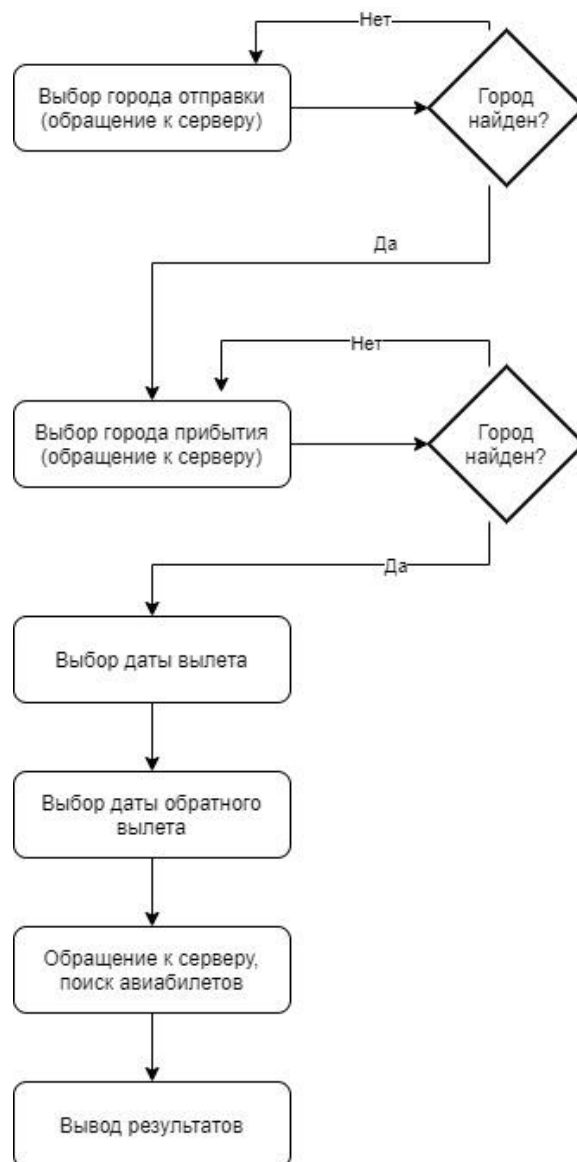 Нет
Выбор города отправки
(обращение к серверу)
Город
найден?
Да
Нет
Выбор города прибытия
(обращение к серверу)
Город
найден?
Да
Выбор даты вылета
Выбор даты обратного
вылета
Обращение к серверу,
поиск авиабилетов
Вывод результатов